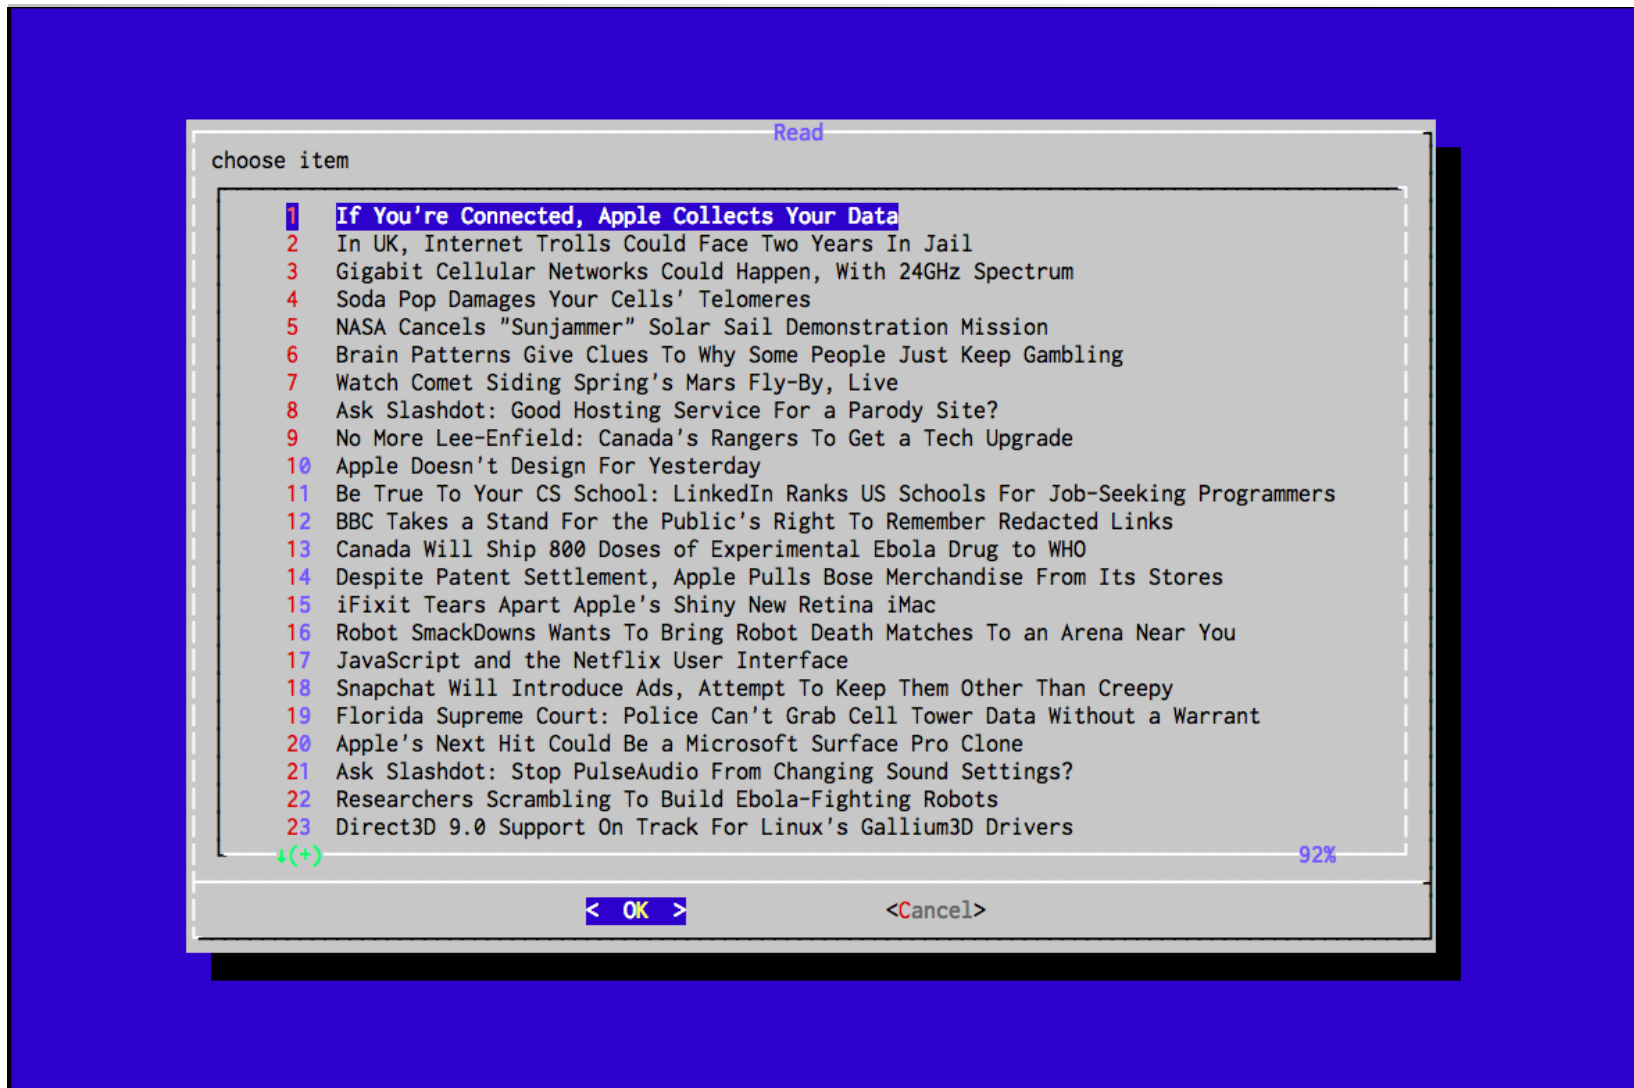 Read
choose item
1 If You're Connected, Apple Collects Your Data
2 In UK, Internet Trolls Could Face Two Years In Jail
3 Gigabit Cellular Networks Could Happen, With 24GHz Spectrum
4 Soda Pop Damages Your Cells' Telomeres
5 NASA Cancels "Sunjammer" Solar Sail Demonstration Mission
6 Brain Patterns Give Clues To Why Some People Just Keep Gambling
7 Watch Comet Siding Spring's Mars Fly-By, Live
8 Ask Slashdot: Good Hosting Service For a Parody Site?
9 No More Lee-Enfield: Canada's Rangers To Get a Tech Upgrade
10 Apple Doesn't Design For Yesterday
11 Be True To Your CS School: LinkedIn Ranks US Schools For Job-Seeking Programmers
12 BBC Takes a Stand For the Public's Right To Remember Redacted Links
13 Canada Will Ship 800 Doses of Experimental Ebola Drug to WHO
14 Despite Patent Settlement, Apple Pulls Bose Merchandise From Its Stores
15 iFixit Tears Apart Apple's Shiny New Retina iMac
16 Robot SmackDowns Wants To Bring Robot Death Matches To an Arena Near You
17 JavaScript and the Netflix User Interface
18 Snapchat Will Introduce Ads, Attempt To Keep Them Other Than Creepy
19 Florida Supreme Court: Police Can't Grab Cell Tower Data Without a Warrant
20 Apple's Next Hit Could Be a Microsoft Surface Pro Clone
21 Ask Slashdot: Stop PulseAudio From Changing Sound Settings?
22 Researchers Scrambling To Build Ebola-Fighting Robots
23 Direct3D 9.0 Support On Track For Linux's Gallium3D Drivers
↓(+) 92%
< OK > <Cancel>